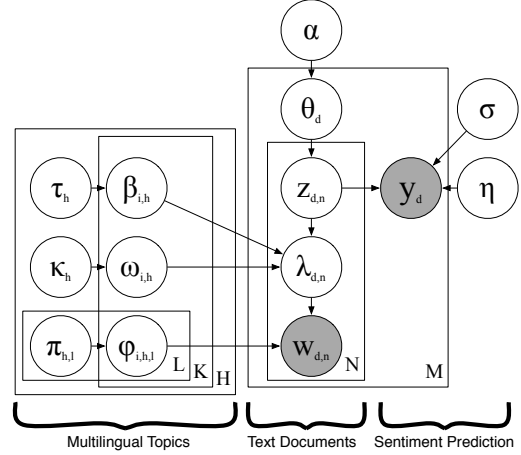 α
θd
σ
τh
βi,h
zd,n
yd
η
κh
ωi,h
λd,n
πh,l
φi,h,l
L
K
H
wd,n
N
M
Multilingual Topics
Text Documents
Sentiment Prediction